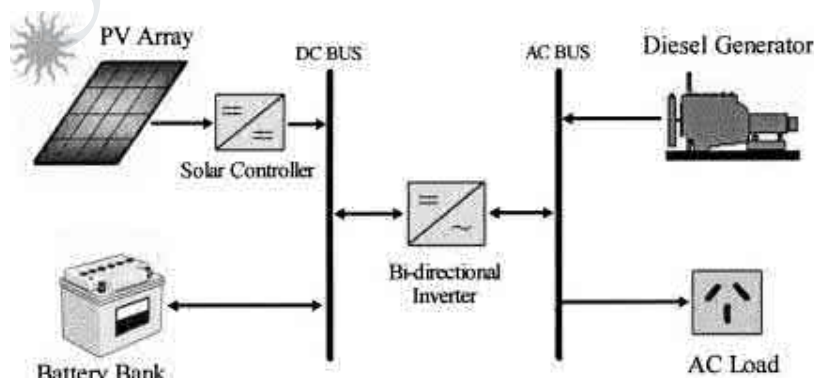 PV Array
DC BUS
AC BUS
Diesel Generator
Solar Controller
Bi-directional
Inverter
Battery Bank
AC Load